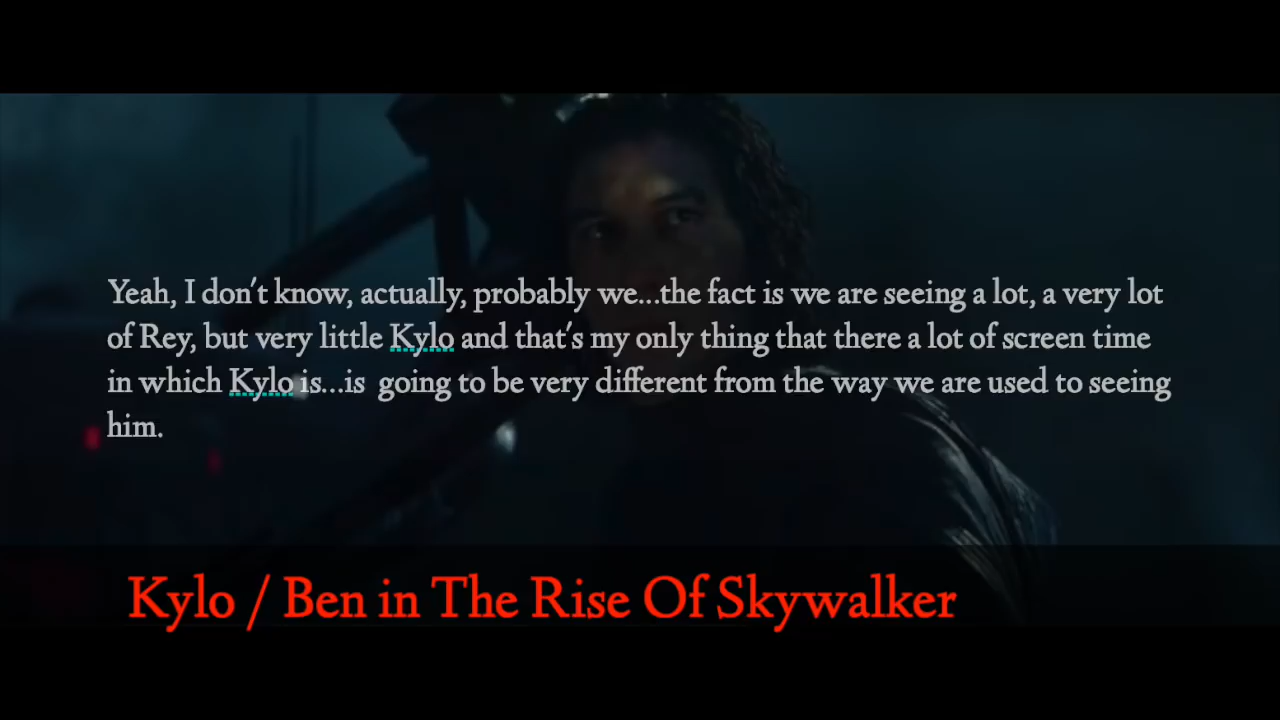 Yeah, I don't know, actually, probably we...the fact is we are seeing a lot, a very lot
of Rey, but very little Kylo and that's my only thing that there a lot of screen time
in which Kylo is...is  going to be very different from the way we are used to seeing
him.
Kylo / Ben in The Rise Of Skywalker